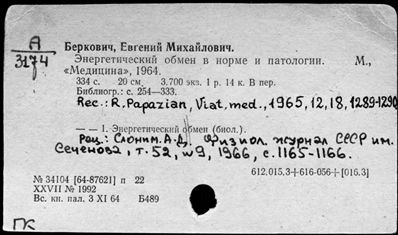 А
3174
Беркович, Евгений Михайлович.
Энергетический обмен в норме и патологии. М.,
«Медицина», 1964.
334 с. 20 см. 3.700 экз. 1 р. 14 к. В пер.
Библиогр.: с. 254—333.
Rec.: R. Papazian, Viat. med., 1965, 12, 18, 1289-1290
— — 1. Энергетический обмен (биол.).
Рец.: Слоним. А.Д. Физиол. журнал СССР им.
Сеченова, т. 52, №9, 1966, с. 1165-1166.
612.015.3+616-056+[016.3]
№ 34104 [64-87621] п 22
XXVII № 1992
Вс. кн. пал. 3 XI 64 Б489
ГК